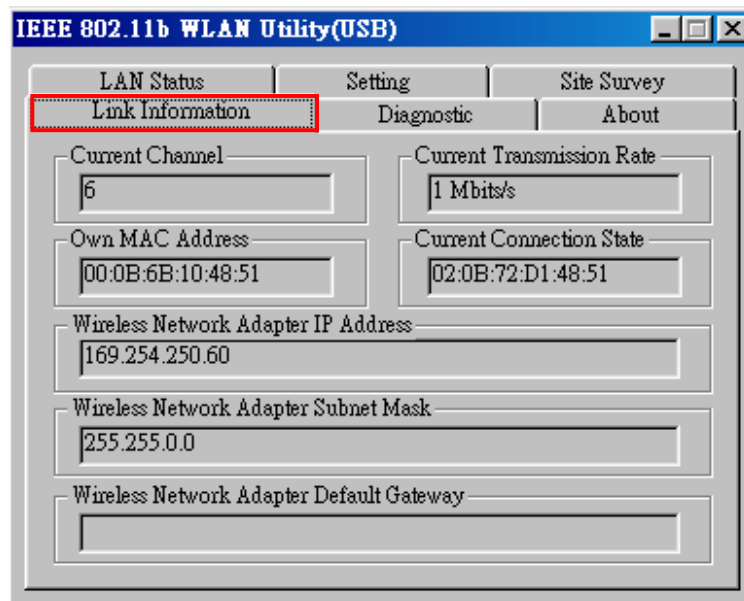 IEEE 802.11b WLAN Utility(USB)
LAN Status Setting Site Survey
Link Information Diagnostic About
Current Channel Current Transmission Rate
6 1 Mbits/s
Own MAC Address Current Connection State
00:0B:6B:10:48:51 02:0B:72:D1:48:51
Wireless Network Adapter IP Address
169.254.250.60
Wireless Network Adapter Subnet Mask
255.255.0.0
Wireless Network Adapter Default Gateway